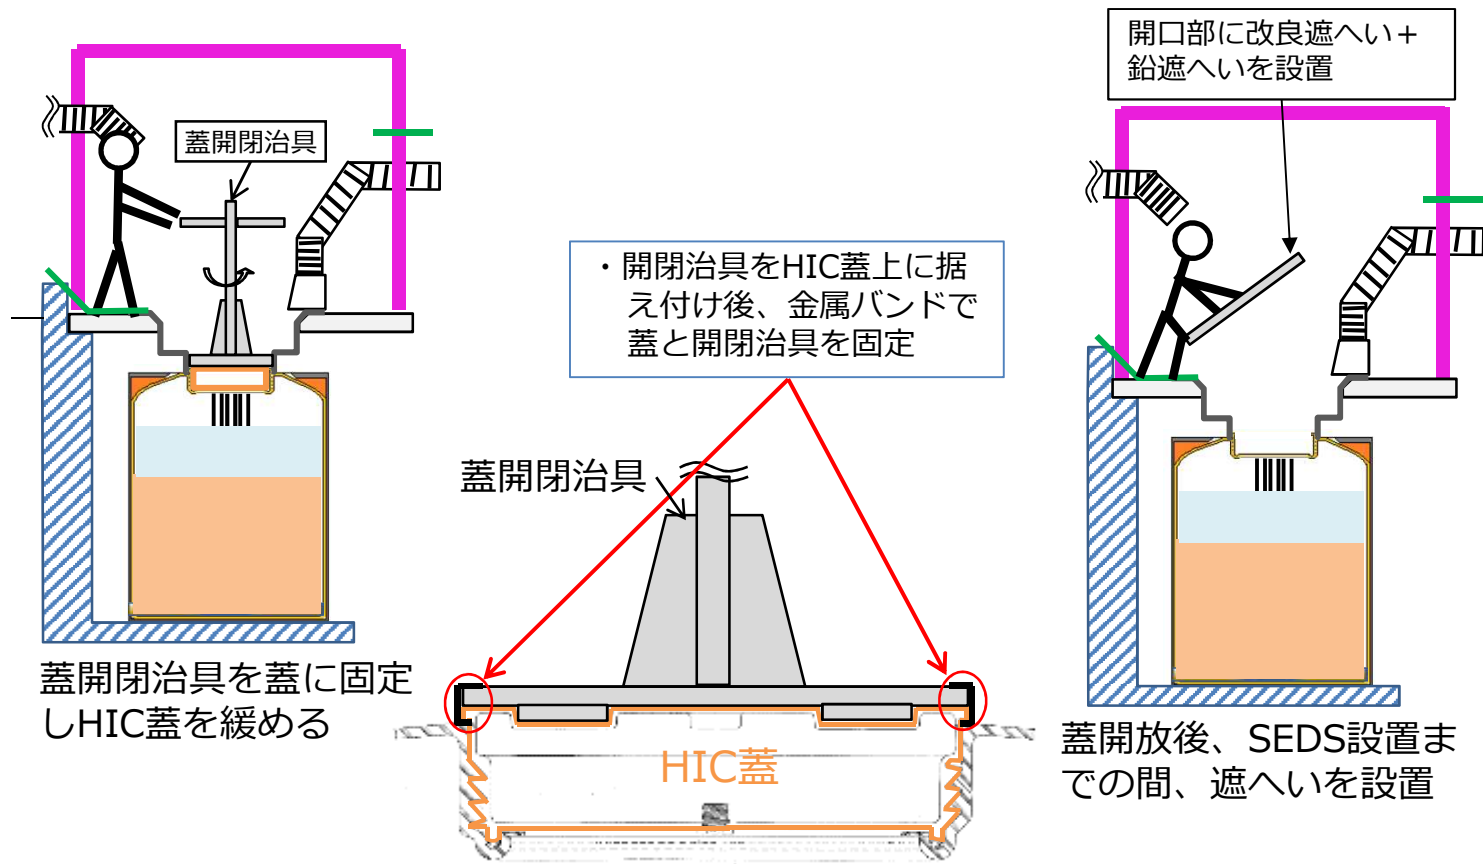 蓋開閉治具
蓋開閉治具を蓋に固定
しHIC蓋を緩める
・開閉治具をHIC蓋上に据
え付け後、金属バンドで
蓋と開閉治具を固定
蓋開閉治具
HIC蓋
開口部に改良遮へい＋
鉛遮へいを設置
蓋開放後、SEDS設置ま
での間、遮へいを設置